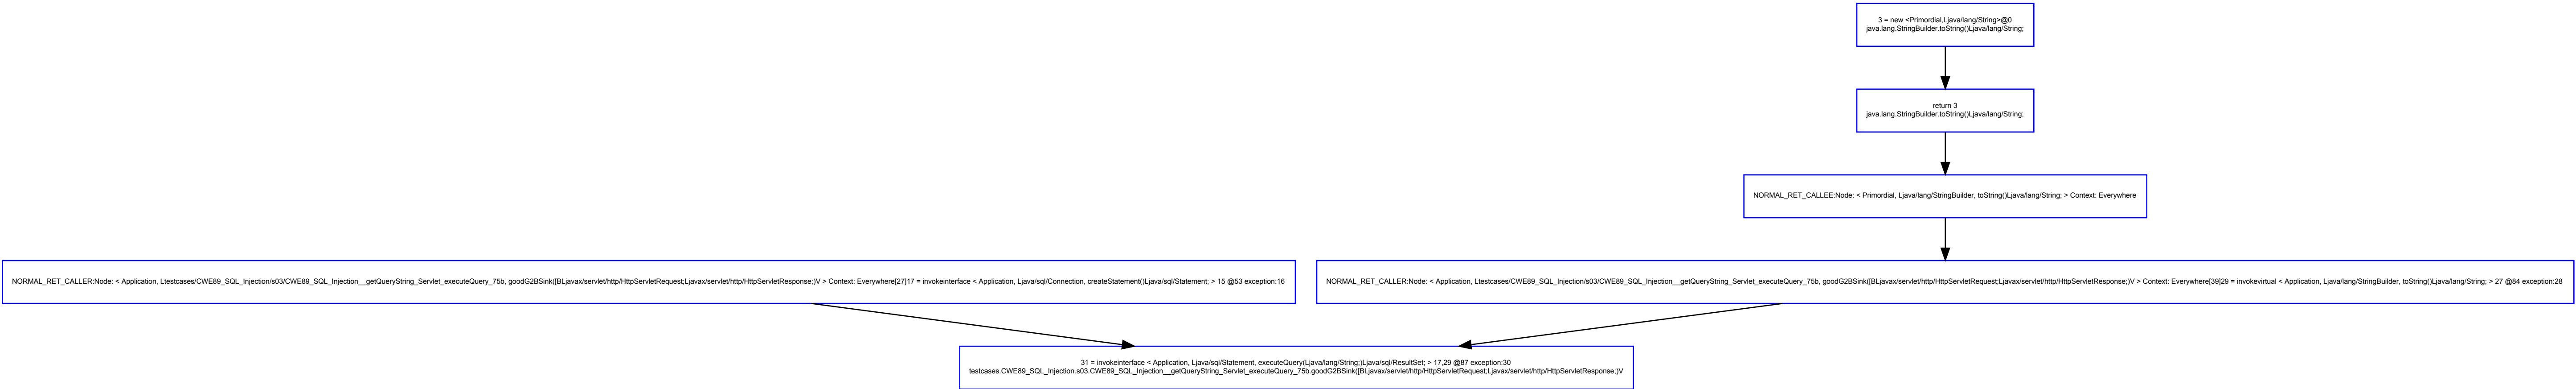 3 = new <Primordial,Ljava/lang/String>@0
java.lang.StringBuilder.toString()Ljava/lang/String;
return 3
java.lang.StringBuilder.toString()Ljava/lang/String;
NORMAL_RET_CALLEE:Node: < Primordial, Ljava/lang/StringBuilder, toString()Ljava/lang/String; > Context: Everywhere
NORMAL_RET_CALLER:Node: < Application, Ltestcases/CWE89_SQL_Injection/s03/CWE89_SQL_Injection__getQueryString_Servlet_executeQuery_75b, goodG2BSink([BLjavax/servlet/http/HttpServletRequest;Ljavax/servlet/http/HttpServletResponse;)V > Context: Everywhere[27]17 = invokeinterface < Application, Ljava/sql/Connection, createStatement()Ljava/sql/Statement; > 15 @53 exception:16
NORMAL_RET_CALLER:Node: < Application, Ltestcases/CWE89_SQL_Injection/s03/CWE89_SQL_Injection__getQueryString_Servlet_executeQuery_75b, goodG2BSink([BLjavax/servlet/http/HttpServletRequest;Ljavax/servlet/http/HttpServletResponse;)V > Context: Everywhere[39]29 = invokevirtual < Application, Ljava/lang/StringBuilder, toString()Ljava/lang/String; > 27 @84 exception:28
31 = invokeinterface < Application, Ljava/sql/Statement, executeQuery(Ljava/lang/String;)Ljava/sql/ResultSet; > 17,29 @87 exception:30
testcases.CWE89_SQL_Injection.s03.CWE89_SQL_Injection__getQueryString_Servlet_executeQuery_75b.goodG2BSink([BLjavax/servlet/http/HttpServletRequest;Ljavax/servlet/http/HttpServletResponse;)V